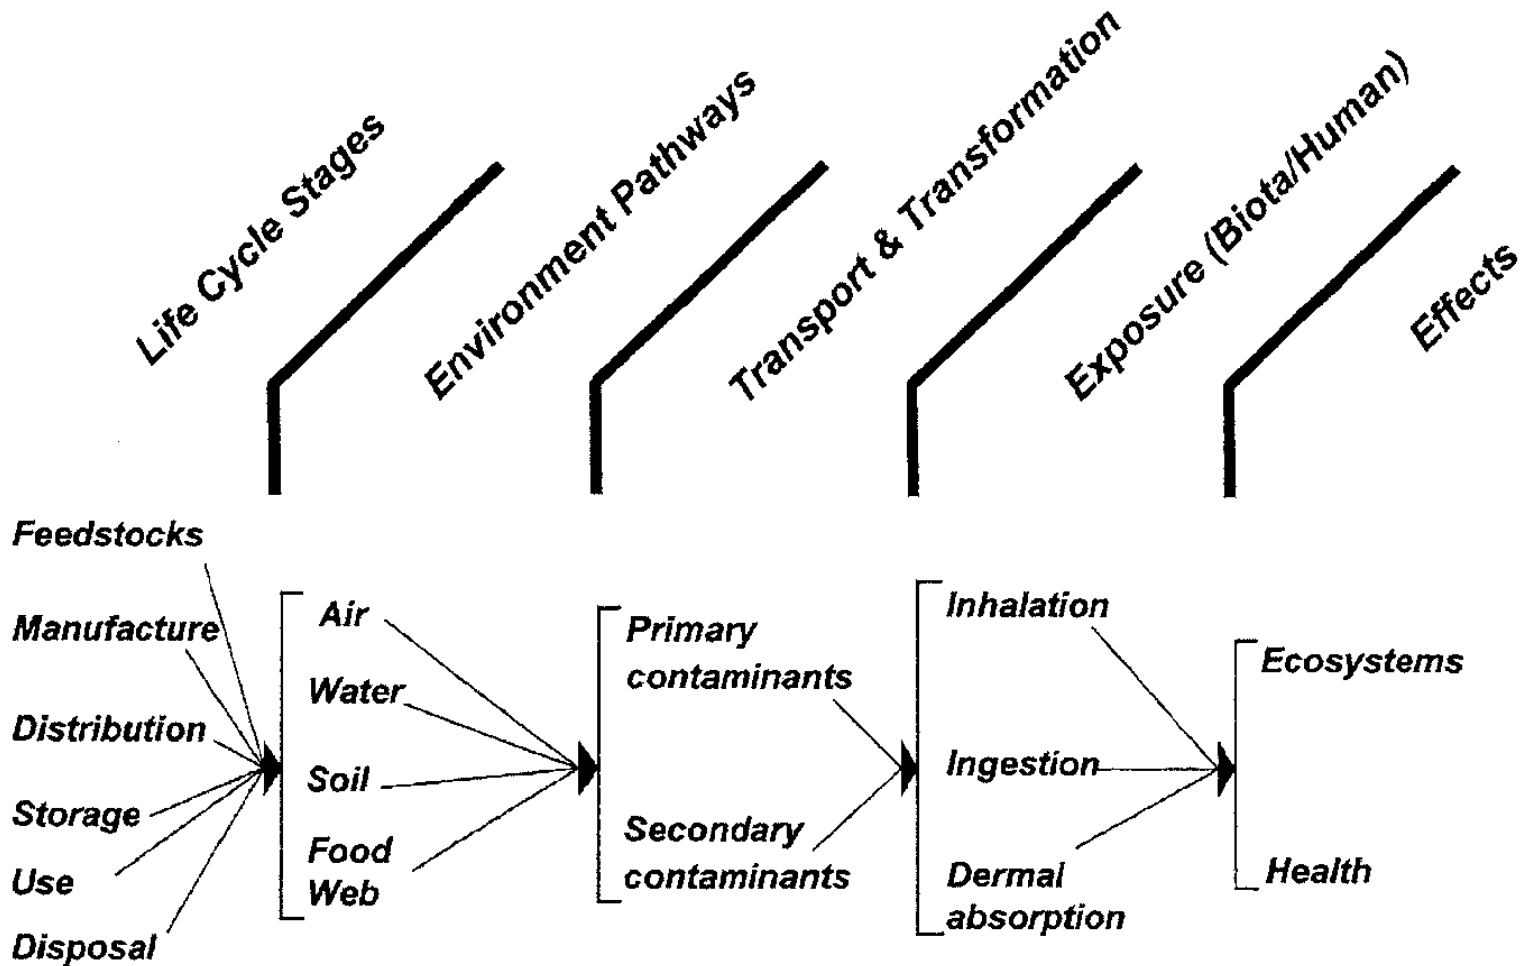 Life Cycle Stages
Environment Pathways
Transport & Transformation
Exposure (Biota/Human)
Effects
Feedstocks
Manufacture
Distribution
Storage
Use
Disposal
Air
Water
Soil
Food
Web
Primary
contaminants
Secondary
contaminants
Inhalation
Ingestion
Dermal
absorption
Ecosystems
Health